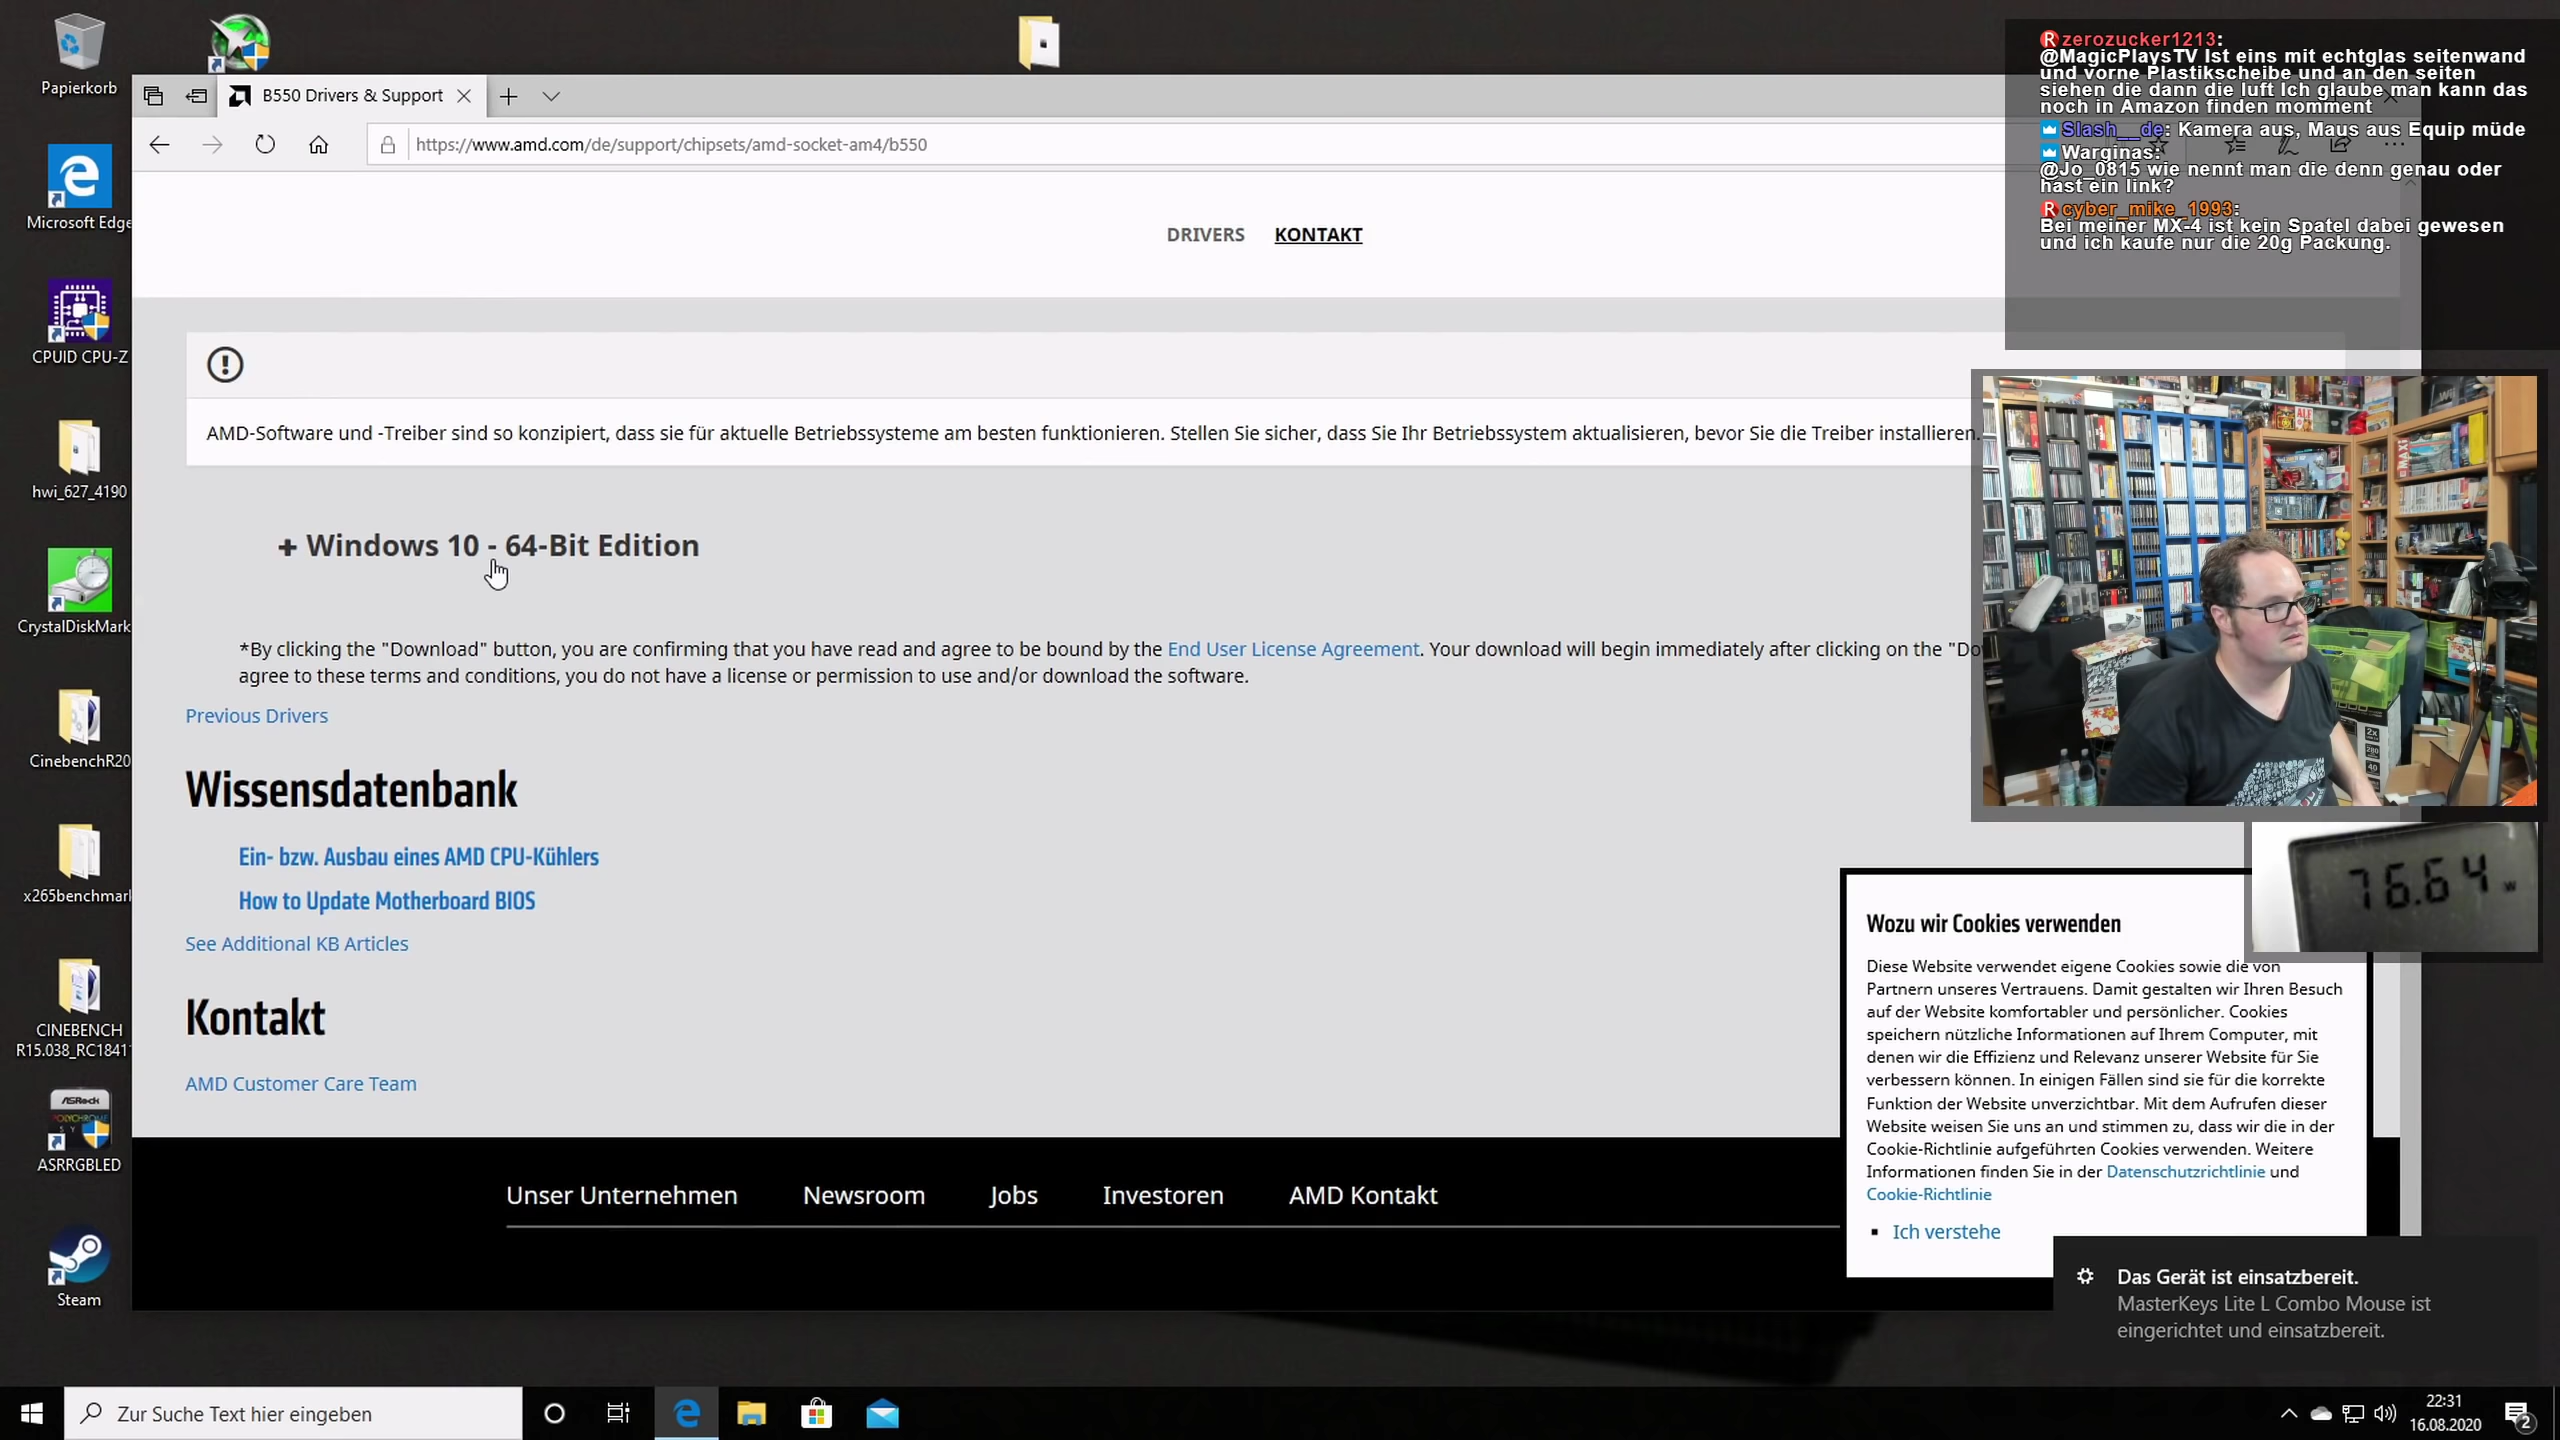 Papierkorb
Microsoft Edge
CPUID CPU-Z
hwi_627_4190
CrystalDiskMark
CinebenchR20
x265benchmark
CINEBENCH
R15.038_RC1841
ASRock
POLYCHROME
SY
ASRRGBLED
Steam
B550 Drivers & Support
https://www.amd.com/de/support/chipsets/amd-socket-am4/b550
DRIVERS
KONTAKT
AMD-Software und -Treiber sind so konzipiert, dass sie für aktuelle Betriebssysteme am besten funktionieren. Stellen Sie sicher, dass Sie Ihr Betriebssystem aktualisieren, bevor Sie die Treiber installieren.
+ Windows 10 - 64-Bit Edition
*By clicking the "Download" button, you are confirming that you have read and agree to be bound by the End User License Agreement. Your download will begin immediately after clicking on the "Do
agree to these terms and conditions, you do not have a license or permission to use and/or download the software.
Previous Drivers
Wissensdatenbank
Ein- bzw. Ausbau eines AMD CPU-Kühlers
How to Update Motherboard BIOS
See Additional KB Articles
Kontakt
AMD Customer Care Team
Unser Unternehmen
Newsroom
Jobs
Investoren
AMD Kontakt
zerozucker1213:
@MagicPlaysTV Ist eins mit echtglas seitenwand
und vorne Plastikscheibe und an den seiten
siehen die dann die luft Ich glaube man kann das
noch in Amazon finden momment
Slash__de: Kamera aus, Maus aus Equip müde
Warginas:
@Jo_0815 wie nennt man die denn genau oder
hast ein link?
cyber_mike_1993:
Bei meiner MX-4 ist kein Spatel dabei gewesen
und ich kaufe nur die 20g Packung.
76.64 W
Wozu wir Cookies verwenden
Diese Website verwendet eigene Cookies sowie die von
Partnern unseres Vertrauens. Damit gestalten wir Ihren Besuch
auf der Website komfortabler und persönlicher. Cookies
speichern nützliche Informationen auf Ihrem Computer, mit
denen wir die Effizienz und Relevanz unserer Website für Sie
verbessern können. In einigen Fällen sind sie für die korrekte
Funktion der Website unverzichtbar. Mit dem Aufrufen dieser
Website weisen Sie uns an und stimmen zu, dass wir die in der
Cookie-Richtlinie aufgeführten Cookies verwenden. Weitere
Informationen finden Sie in der Datenschutzrichtlinie und
Cookie-Richtlinie
Ich verstehe
Das Gerät ist einsatzbereit.
MasterKeys Lite L Combo Mouse ist
eingerichtet und einsatzbereit.
Zur Suche Text hier eingeben
22:31
16.08.2020
2